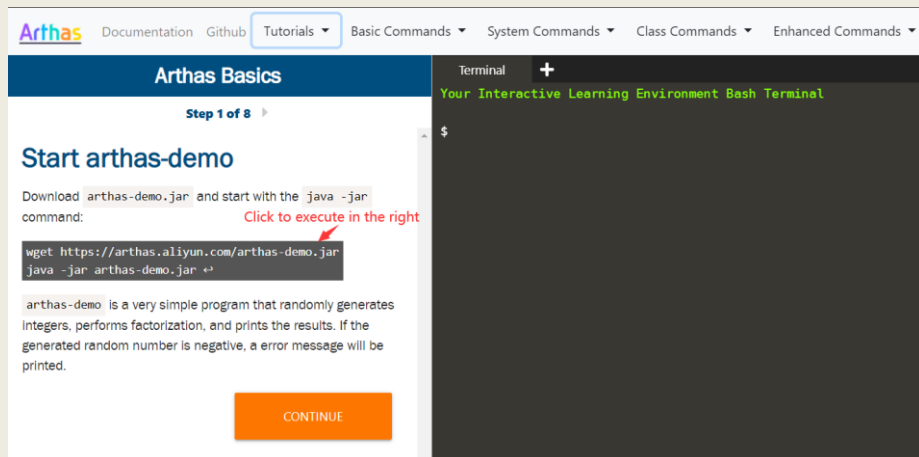 Arthas Documentation Github Tutorials Basic Commands System Commands Class Commands Enhanced Commands
Arthas Basics
Step 1 of 8
Start arthas-demo
Download arthas-demo.jar and start with the java -jar
command:
Click to execute in the right
wget https://arthas.aliyun.com/arthas-demo.jar
java -jar arthas-demo.jar ↩
arthas-demo is a very simple program that randomly generates
integers, performs factorization, and prints the results. If the
generated random number is negative, a error message will be
printed.
CONTINUE
Terminal +
Your Interactive Learning Environment Bash Terminal
$